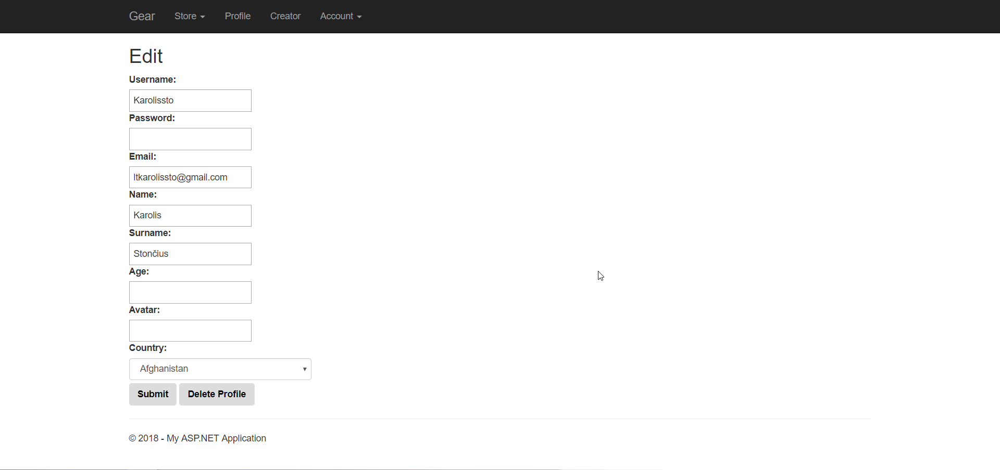 Gear Store Profile Creator Account
Edit
Username:
Karolissto
Password:
Email:
ltkarolissto@gmail.com
Name:
Karolis
Surname:
Stončius
Age:
Avatar:
Country:
Afghanistan
Submit Delete Profile
© 2018 - My ASP.NET Application